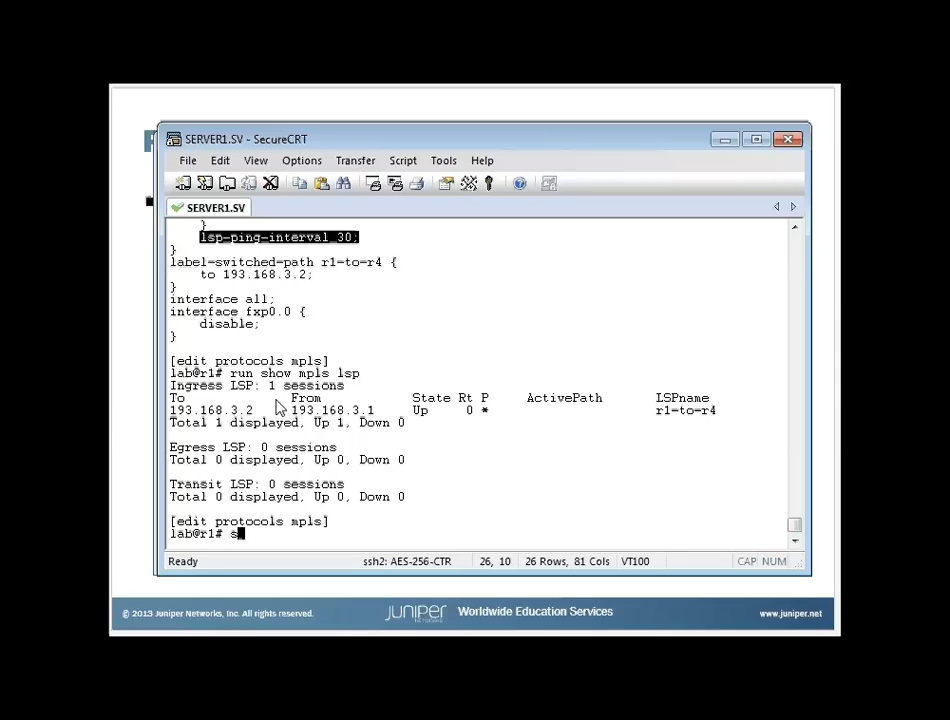 SERVER1.SV - SecureCRT
File Edit View Options Transfer Script Tools Help
SERVER1.SV
}
lsp-ping-interval 30;
}
label=switched=path r1=to=r4 {
to 193.168.3.2;
}
interface all;
interface fxp0.0 {
disable;
}
[edit protocols mpls]
lab@r1# run show mpls lsp
Ingress LSP: 1 sessions
To From State Rt P ActivePath LSPname
193.168.3.2 193.168.3.1 Up 0 * r1=to=r4
Total 1 displayed, Up 1, Down 0
Egress LSP: 0 sessions
Total 0 displayed, Up 0, Down 0
Transit LSP: 0 sessions
Total 0 displayed, Up 0, Down 0
[edit protocols mpls]
lab@r1# s
Ready ssh2: AES-256-CTR 26, 10 26 Rows, 81 Cols VT100 CAP NUM
© 2013 Juniper Networks, Inc. All rights reserved. JUNIPER NETWORKS Worldwide Education Services www.juniper.net